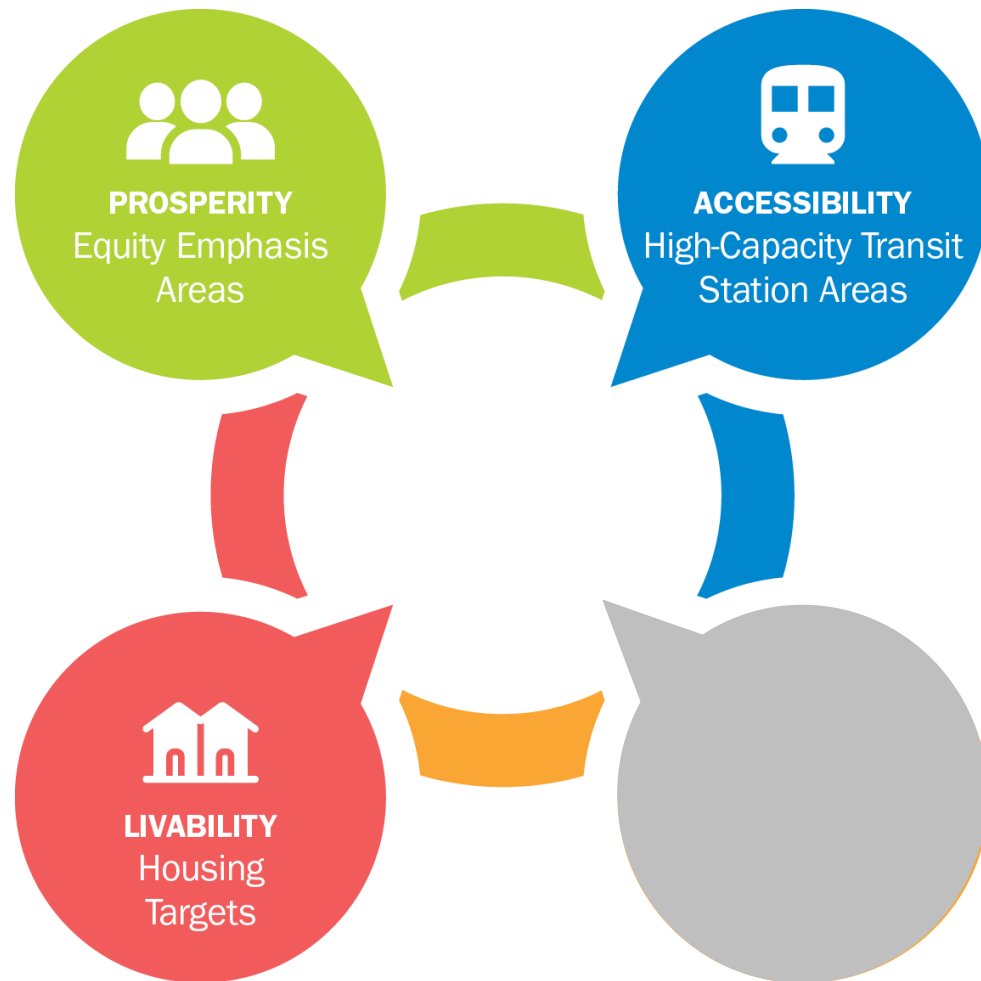 PROSPERITY
Equity Emphasis
Areas
ACCESSIBILITY
High-Capacity Transit
Station Areas
LIVABILITY
Housing
Targets